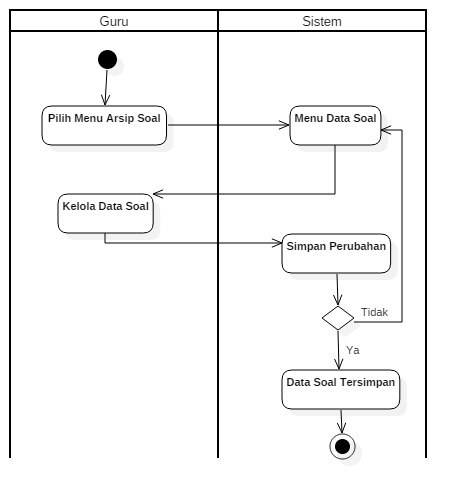 Guru
Sistem
Pilih Menu Arsip Soal
Menu Data Soal
Kelola Data Soal
Simpan Perubahan
Tidak
Ya
Data Soal Tersimpan